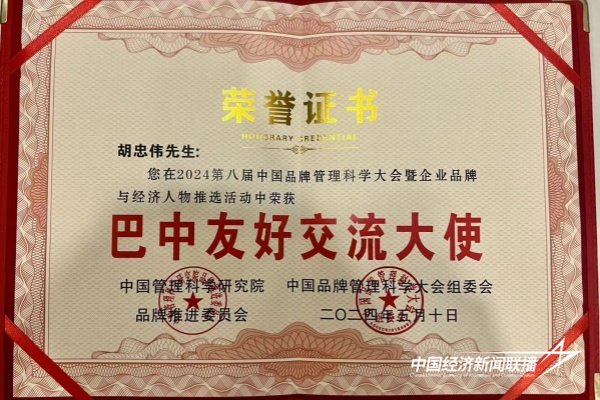 荣誉证书
HONORARY CREDENTIAL
胡忠伟先生:
您在2024第八届中国品牌管理科学大会暨企业品牌
与经济人物推选活动中荣获
巴中友好交流大使
中国管理科学研究院 中国品牌管理科学大会组委会
品牌推进委员会 二〇二四年五月十日
中国经济新闻联播